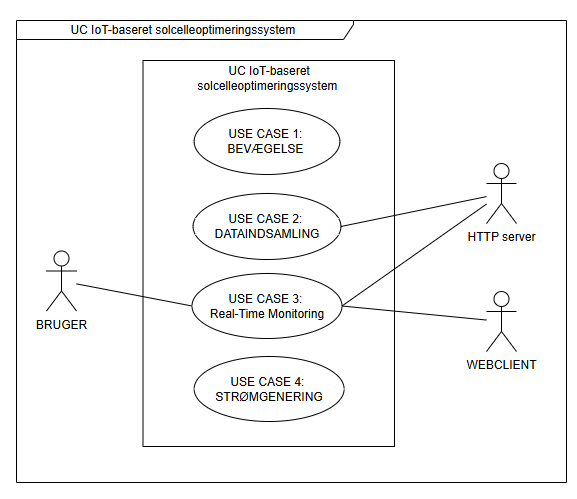 UC IoT-baseret solcelleoptimeringssystem
UC IoT-baseret
solcelleoptimeringssystem
USE CASE 1:
BEVÆGELSE
USE CASE 2:
DATAINDSAMLING
HTTP server
USE CASE 3:
Real-Time Monitoring
BRUGER
WEBCLIENT
USE CASE 4:
STRØMGENERING